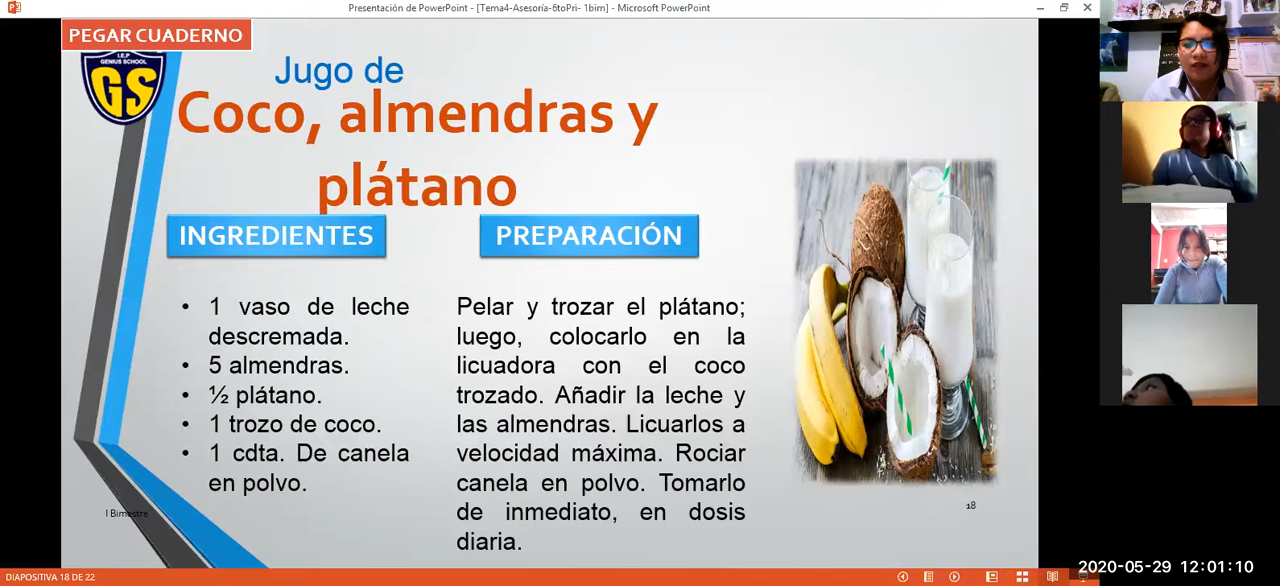 Presentación de PowerPoint - [Tema4-Asesoría-6toPri- 1bim] - Microsoft PowerPoint
PEGAR CUADERNO
I.E.P
GENIUS SCHOOL
GS
Jugo de
Coco, almendras y
plátano
INGREDIENTES
• 1 vaso de leche
descremada.
• 5 almendras.
• ½ plátano.
• 1 trozo de coco.
• 1 cdta. De canela
en polvo.
PREPARACIÓN
Pelar y trozar el plátano;
luego, colocarlo en la
licuadora con el coco
trozado. Añadir la leche y
las almendras. Licuarlos a
velocidad máxima. Rociar
canela en polvo. Tomarlo
de inmediato, en dosis
diaria.
I Bimestre
18
DIAPOSITIVA 18 DE 22
2020-05-29 12:01:10